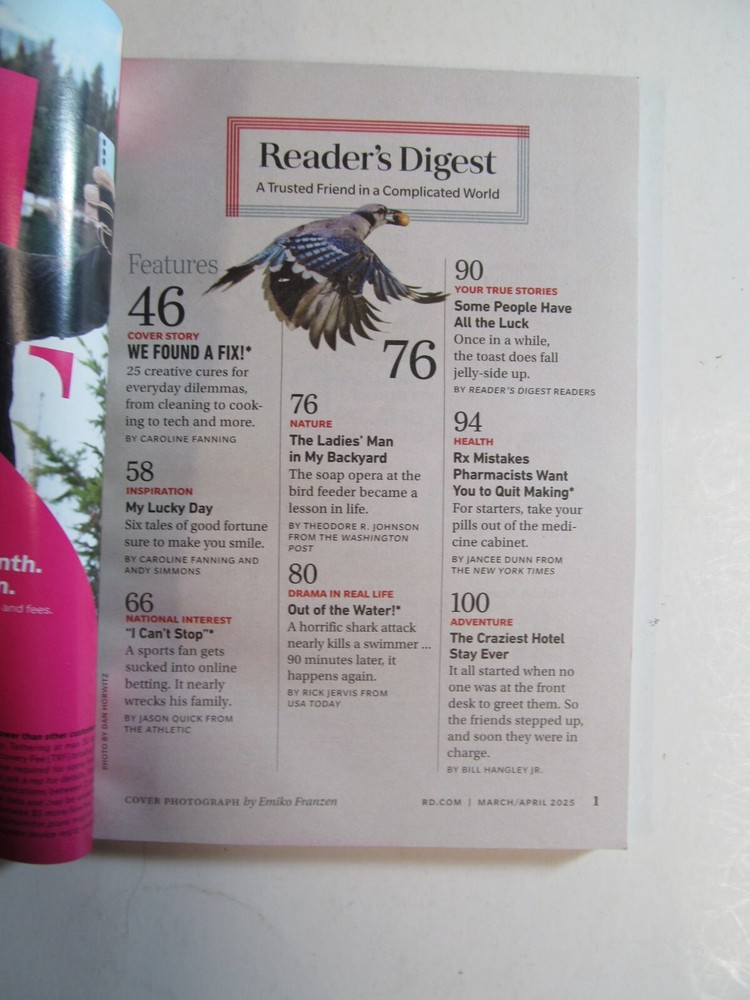 Reader's Digest
A Trusted Friend in a Complicated World
Features
46
COVER STORY
WE FOUND A FIX!*
25 creative cures for
everyday dilemmas,
from cleaning to cook-
ing to tech and more.
BY CAROLINE FANNING
58
INSPIRATION
My Lucky Day
Six tales of good fortune
sure to make you smile.
BY CAROLINE FANNING AND
ANDY SIMMONS
66
NATIONAL INTEREST
“I Can’t Stop”*
A sports fan gets
sucked into online
betting. It nearly
wrecks his family.
BY JASON QUICK FROM
THE ATHLETIC
76
76
NATURE
The Ladies’ Man
in My Backyard
The soap opera at the
bird feeder became a
lesson in life.
BY THEODORE R. JOHNSON
FROM THE WASHINGTON
POST
80
DRAMA IN REAL LIFE
Out of the Water!*
A horrific shark attack
nearly kills a swimmer ...
90 minutes later, it
happens again.
BY RICK JERVIS FROM
USA TODAY
90
YOUR TRUE STORIES
Some People Have
All the Luck
Once in a while,
the toast does fall
jelly-side up.
BY READER’S DIGEST READERS
94
HEALTH
Rx Mistakes
Pharmacists Want
You to Quit Making*
For starters, take your
pills out of the medi-
cine cabinet.
BY JANCEE DUNN FROM
THE NEW YORK TIMES
100
ADVENTURE
The Craziest Hotel
Stay Ever
It all started when no
one was at the front
desk to greet them. So
the friends stepped up,
and soon they were in
charge.
BY BILL HANGLEY JR.
PHOTO BY DAN HORWITZ
COVER PHOTOGRAPH by Emiko Franzen
RD.COM | MARCH/APRIL 2025 1
nth.
n.
and fees.